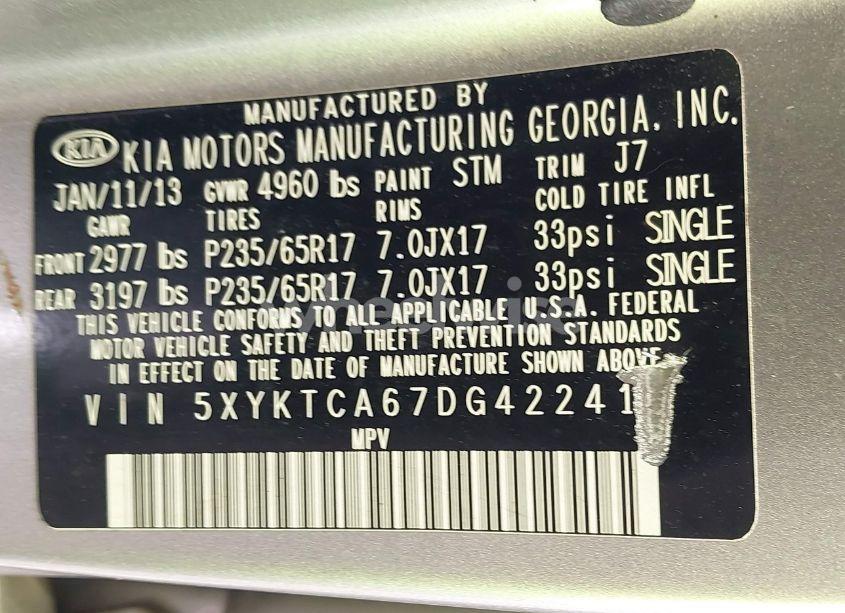 MANUFACTURED BY
KIA KIA MOTORS MANUFACTURING GEORGIA, INC.
JAN/11/13 GVWR 4960 lbs PAINT STM TRIM J7
GAWR TIRES RIMS COLD TIRE INFL
FRONT 2977 lbs P235/65R17 7.0JX17 33psi SINGLE
REAR 3197 lbs P235/65R17 7.0JX17 33psi SINGLE
THIS VEHICLE CONFORMS TO ALL APPLICABLE U.S.A. FEDERAL
MOTOR VEHICLE SAFETY AND THEFT PREVENTION STANDARDS
IN EFFECT ON THE DATE OF MANUFACTURE SHOWN ABOVE.
VIN 5XYKTCA67DG42241
MPV